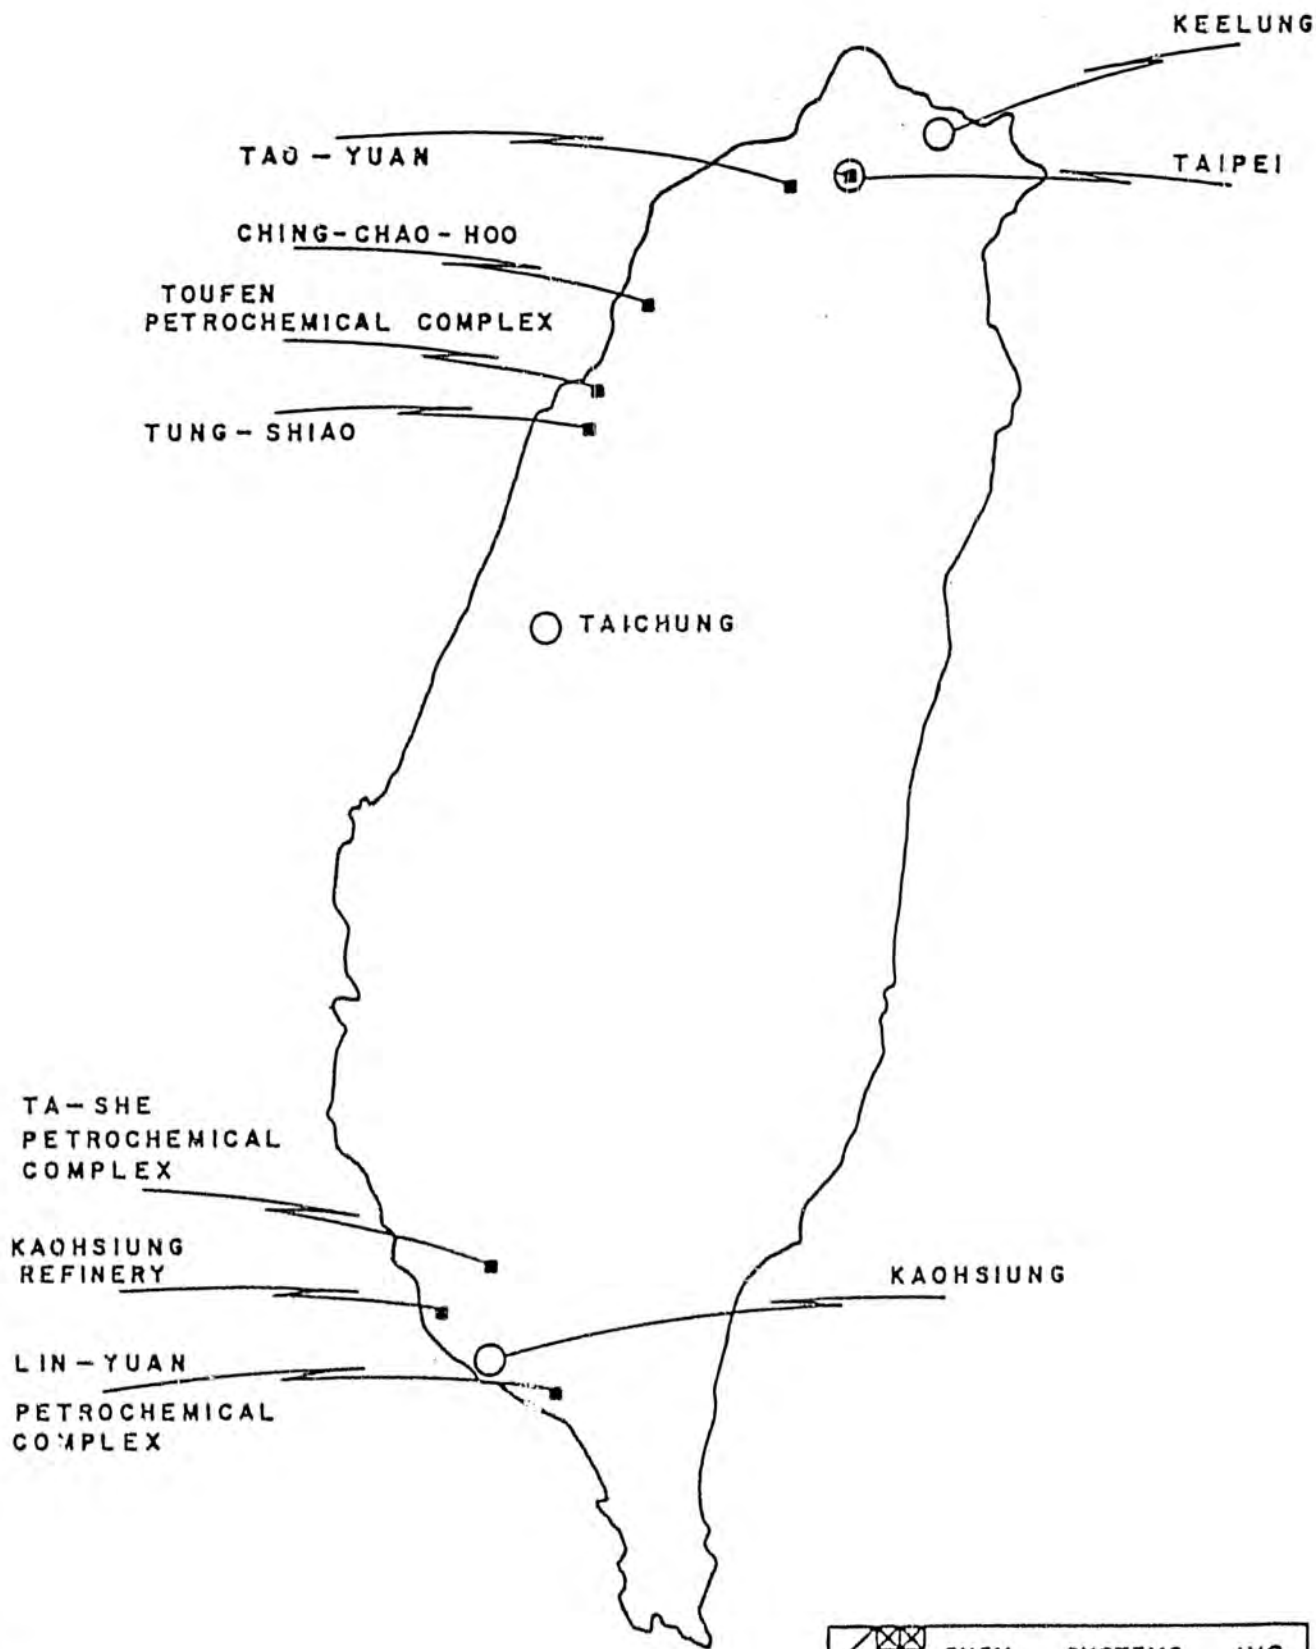 KEELUNG
TAO-YUAN
TAIPEI
CHING-CHAO-HOO
TOUFEN
PETROCHEMICAL COMPLEX
TUNG-SHIAO
TAICHUNG
TA-SHE
PETROCHEMICAL
COMPLEX
KAOHSIUNG
REFINERY
KAOHSIUNG
LIN-YUAN
PETROCHEMICAL
COMPLEX